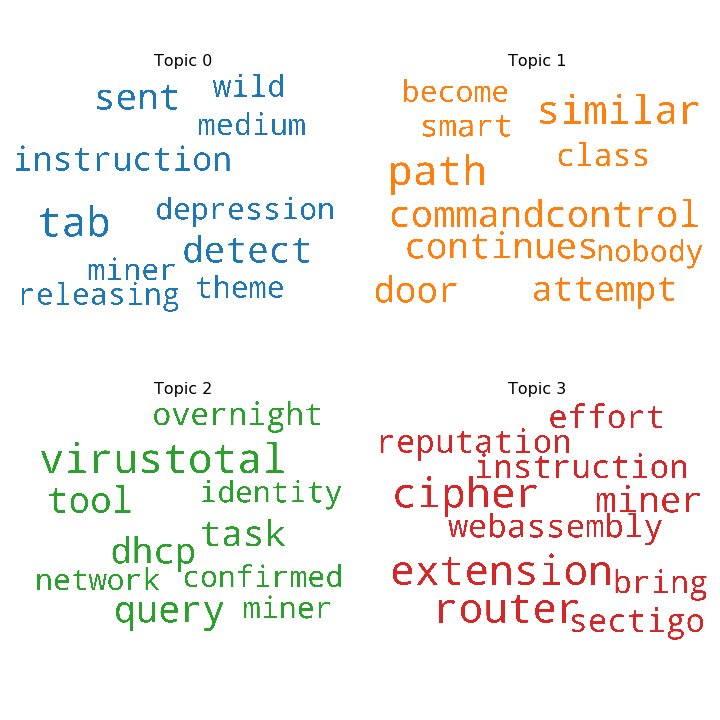 Topic 0
wild
sent
medium
instruction
depression
tab
detect
miner
theme
releasing
Topic 1
become
similar
smart
class
path
commandcontrol
continues
nobody
door
attempt
Topic 2
overnight
virustotal
identity
tool
task
dhcp
network
confirmed
query
miner
Topic 3
effort
reputation
instruction
cipher
miner
webassembly
extension
bring
router
sectigo